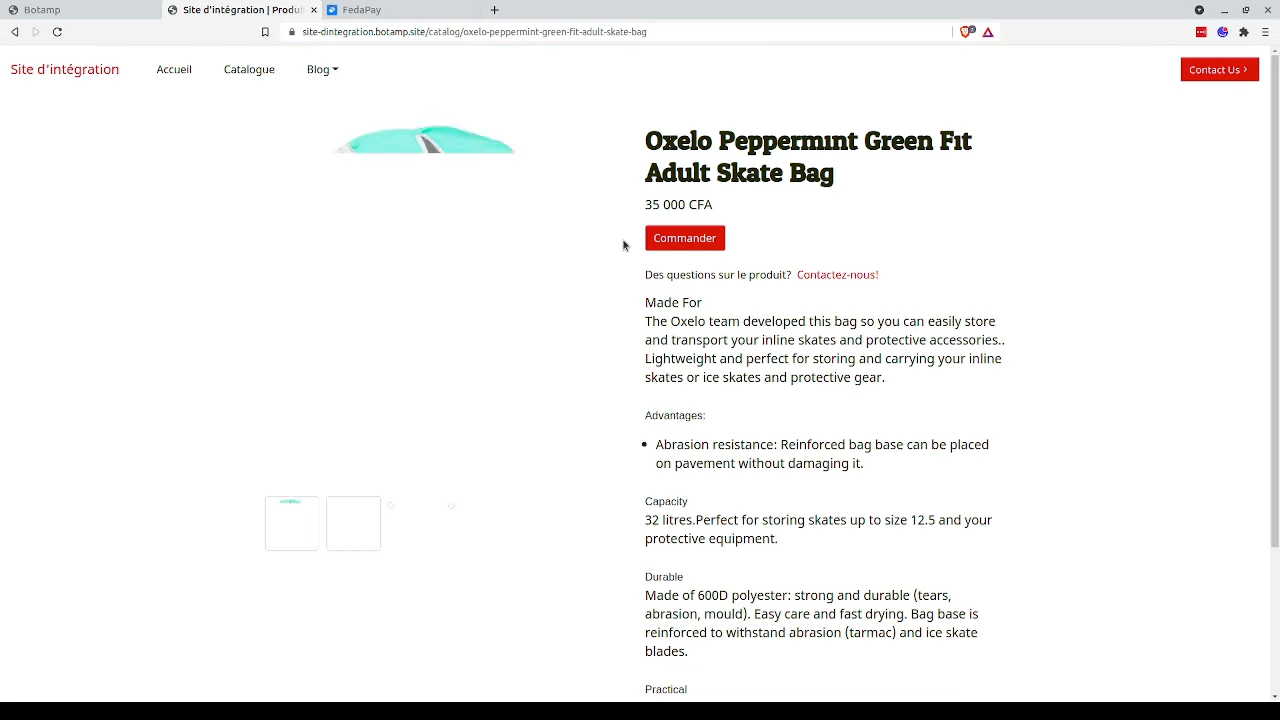 Botamp
Site d'intégration | Produi
FedaPay
site-dintegration.botamp.site/catalog/oxelo-peppermint-green-fit-adult-skate-bag
Site d'intégration
Accueil
Catalogue
Blog
Contact Us
Oxelo Peppermint Green Fit
Adult Skate Bag
35 000 CFA
Commander
Des questions sur le produit? Contactez-nous!
Made For
The Oxelo team developed this bag so you can easily store
and transport your inline skates and protective accessories..
Lightweight and perfect for storing and carrying your inline
skates or ice skates and protective gear.
Advantages:
• Abrasion resistance: Reinforced bag base can be placed
on pavement without damaging it.
Capacity
32 litres.Perfect for storing skates up to size 12.5 and your
protective equipment.
Durable
Made of 600D polyester: strong and durable (tears,
abrasion, mould). Easy care and fast drying. Bag base is
reinforced to withstand abrasion (tarmac) and ice skate
blades.
Practical